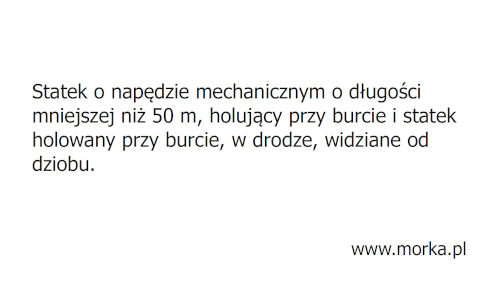 Statek o napędzie mechanicznym o długości
mniejszej niż 50 m, holujący przy burcie i statek
holowany przy burcie, w drodze, widziane od
dziobu.
www.morka.pl